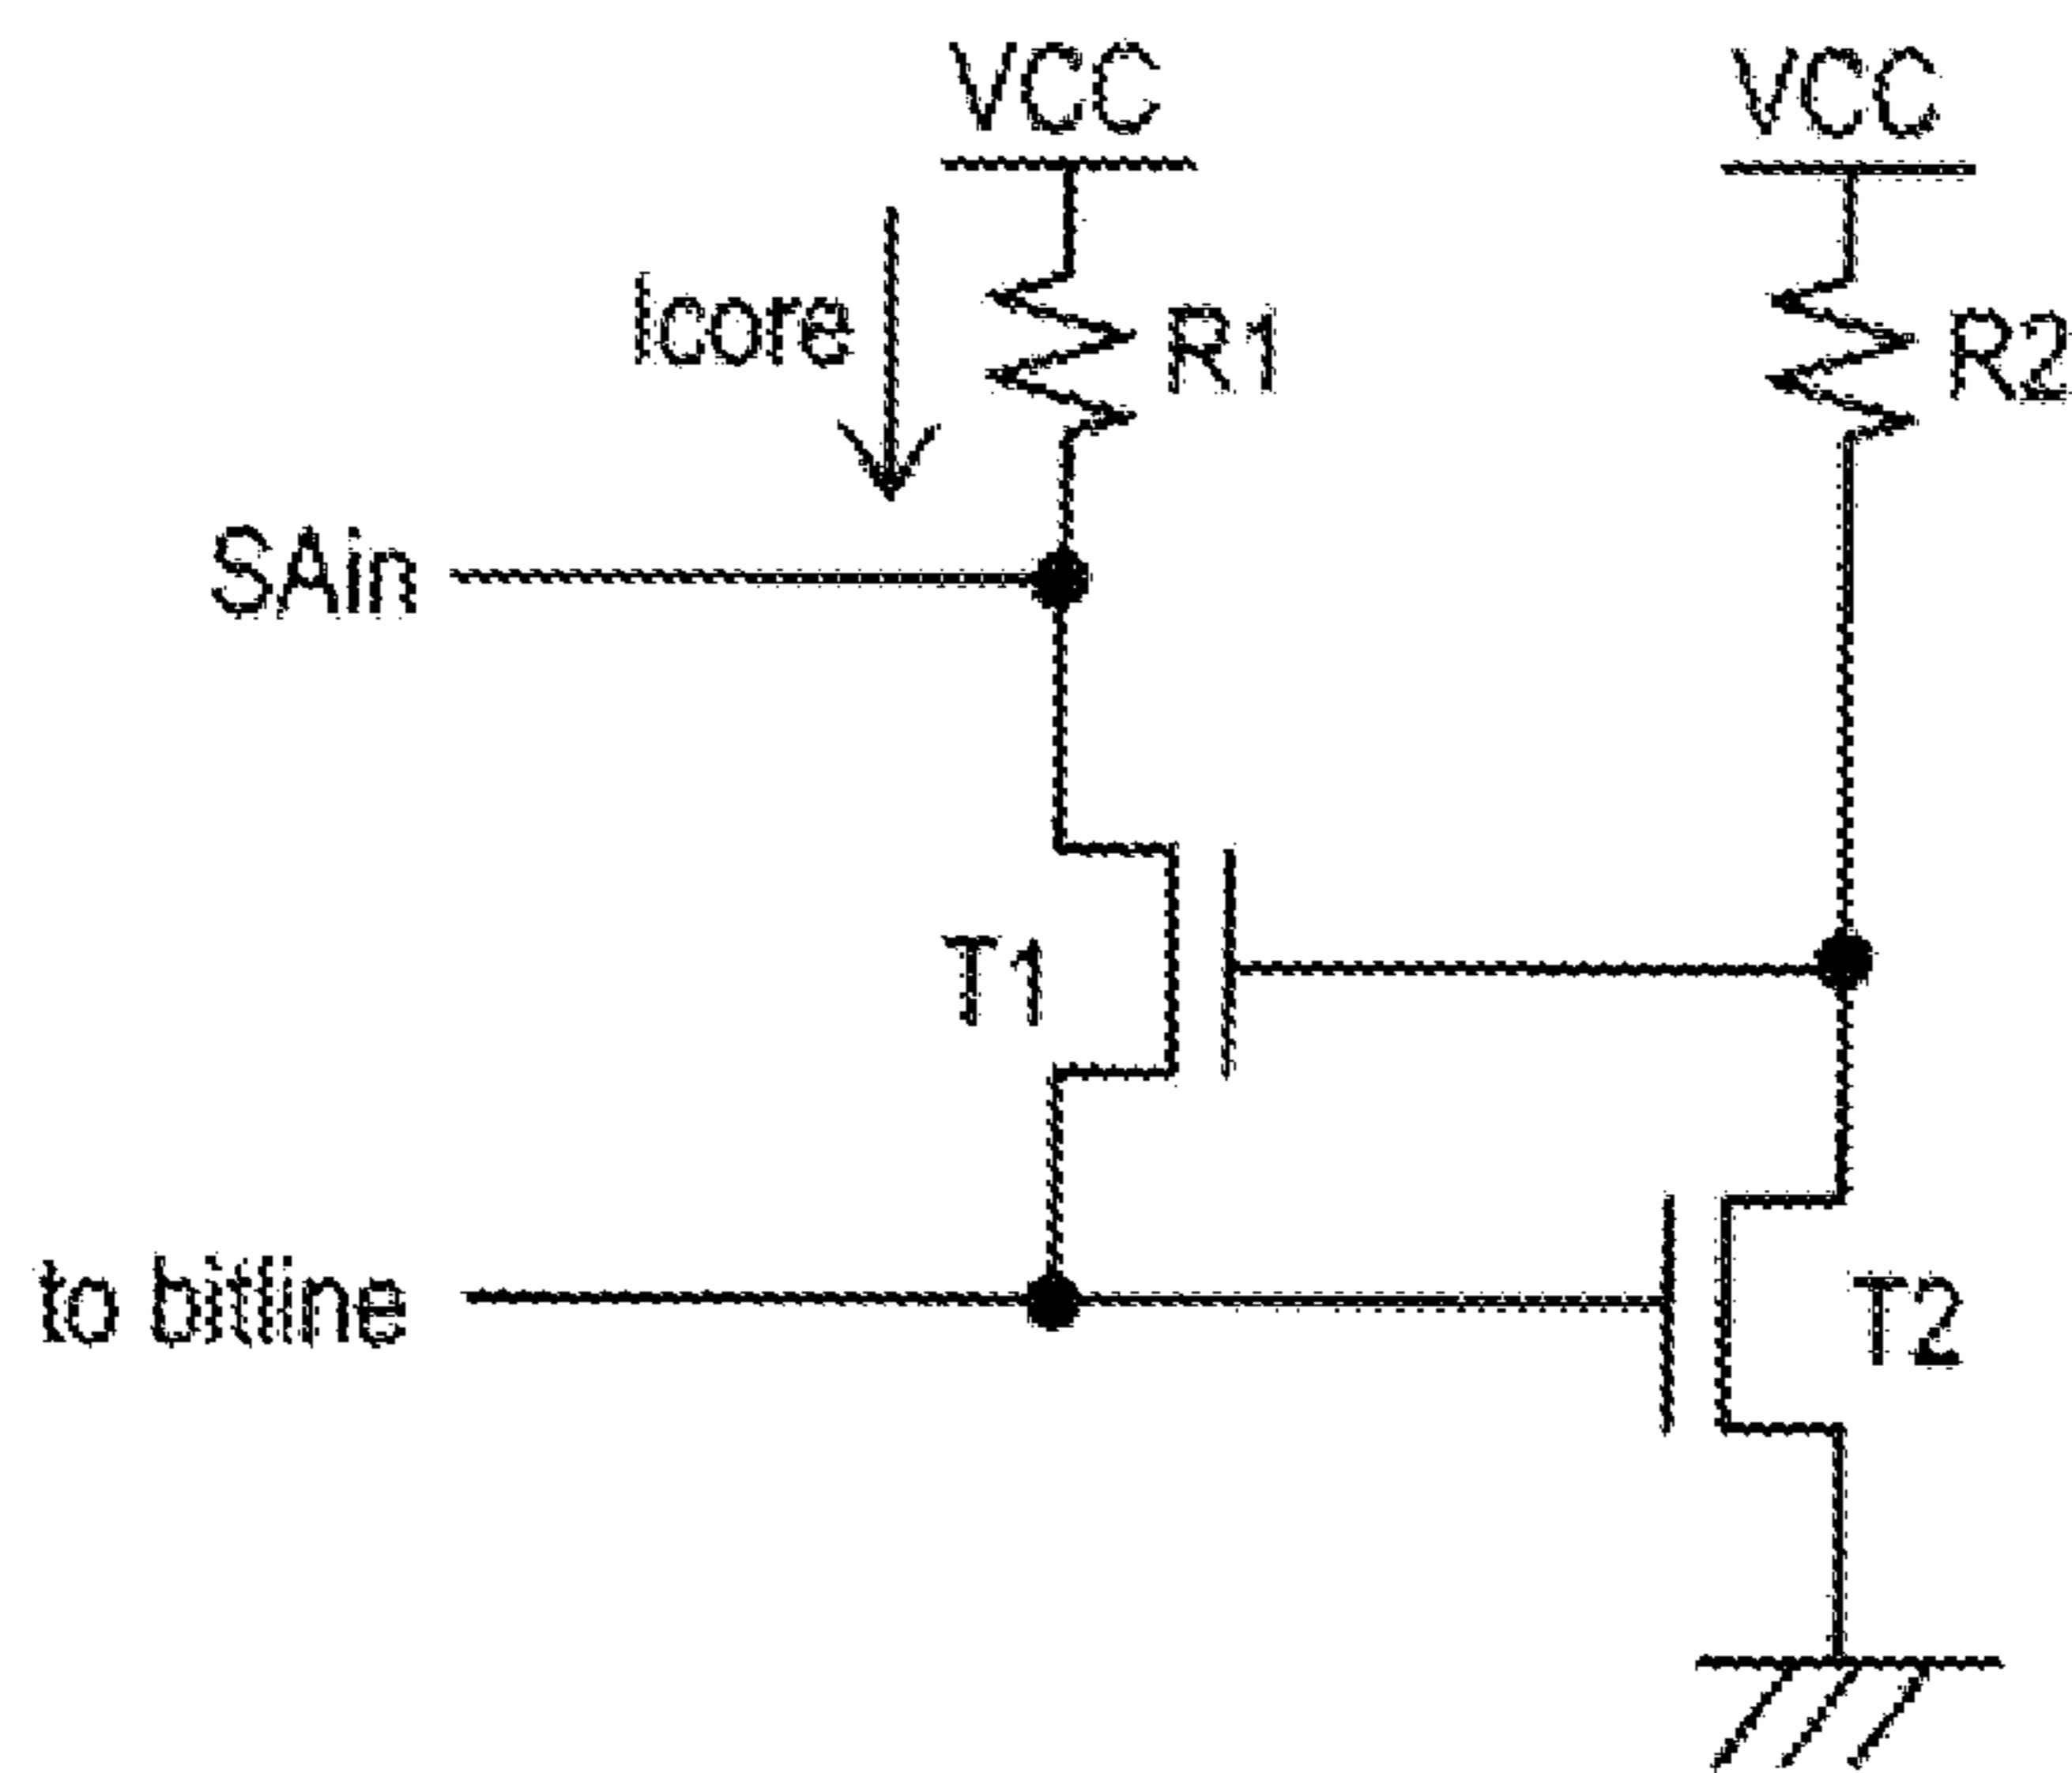 VCC
VCC
Icore
R1
R2
SAin
T1
to bitline
T2